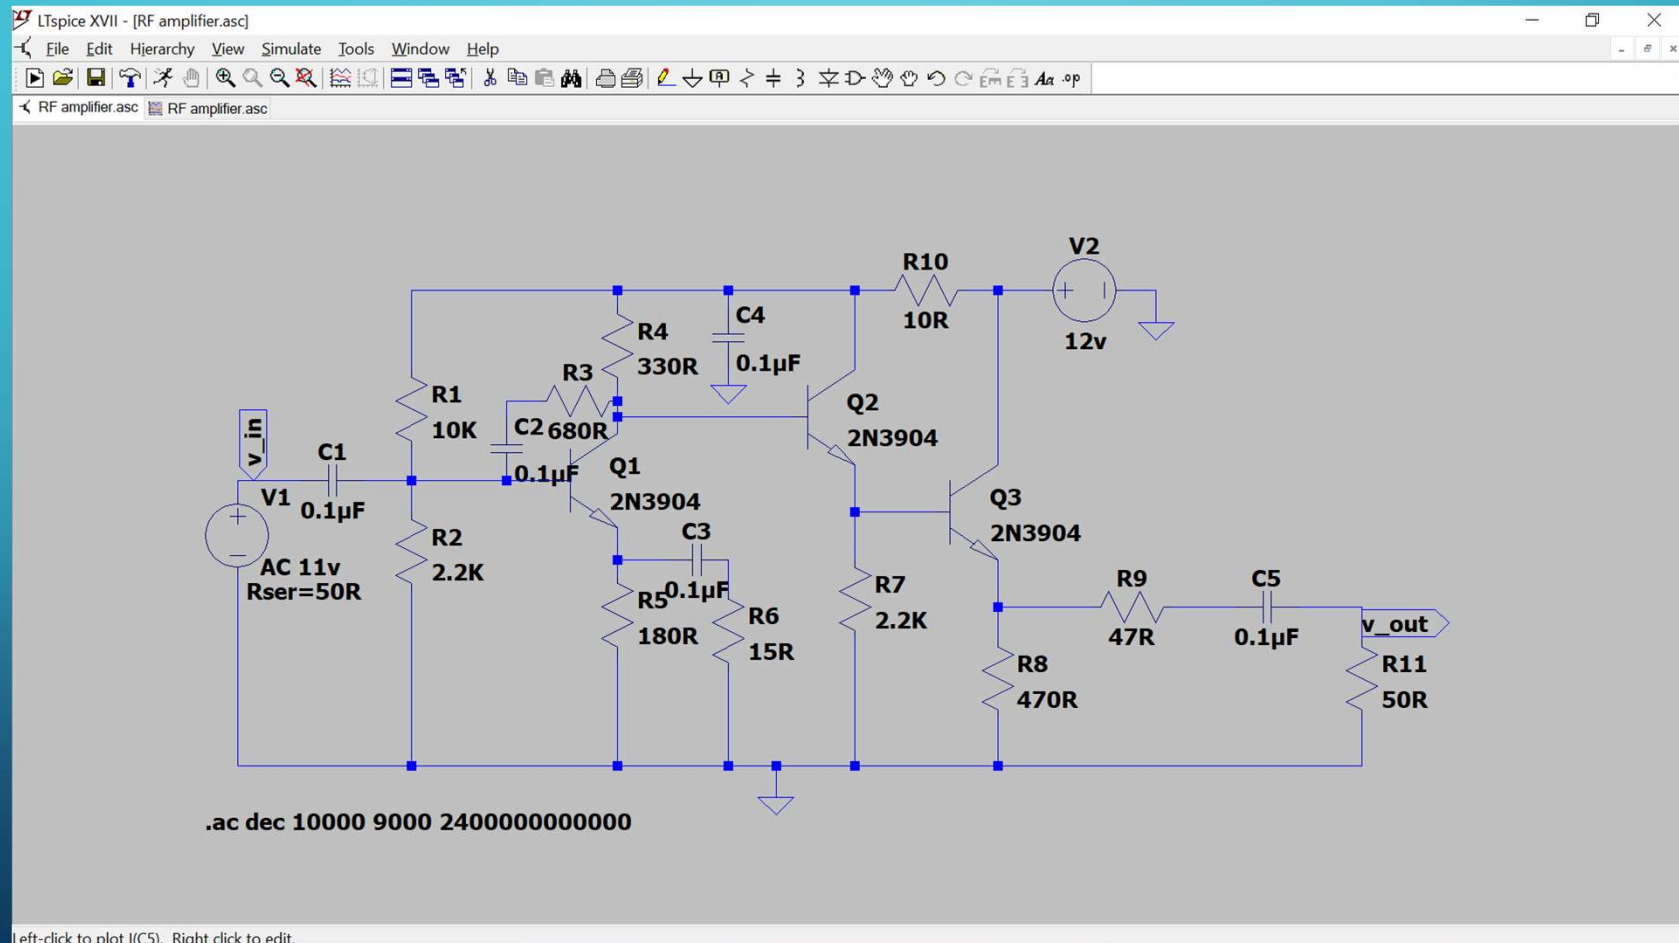 LTspice XVII - [RF amplifier.asc]
File Edit Hierarchy View Simulate Tools Window Help
Aa .op
RF amplifier.asc RF amplifier.asc
V2
R10
10R
12v
C4
0.1µF
R4
330R
R3
680R
R1
10K
C2
0.1µF
Q2
2N3904
v_in
C1
0.1µF
V1
AC 11v
Rser=50R
Q1
2N3904
Q3
2N3904
R2
2.2K
C3
0.1µF
R5
180R
R6
15R
R7
2.2K
R9
47R
C5
0.1µF
v_out
R8
470R
R11
50R
.ac dec 10000 9000 2400000000000
Left-click to plot I(C5). Right click to edit.